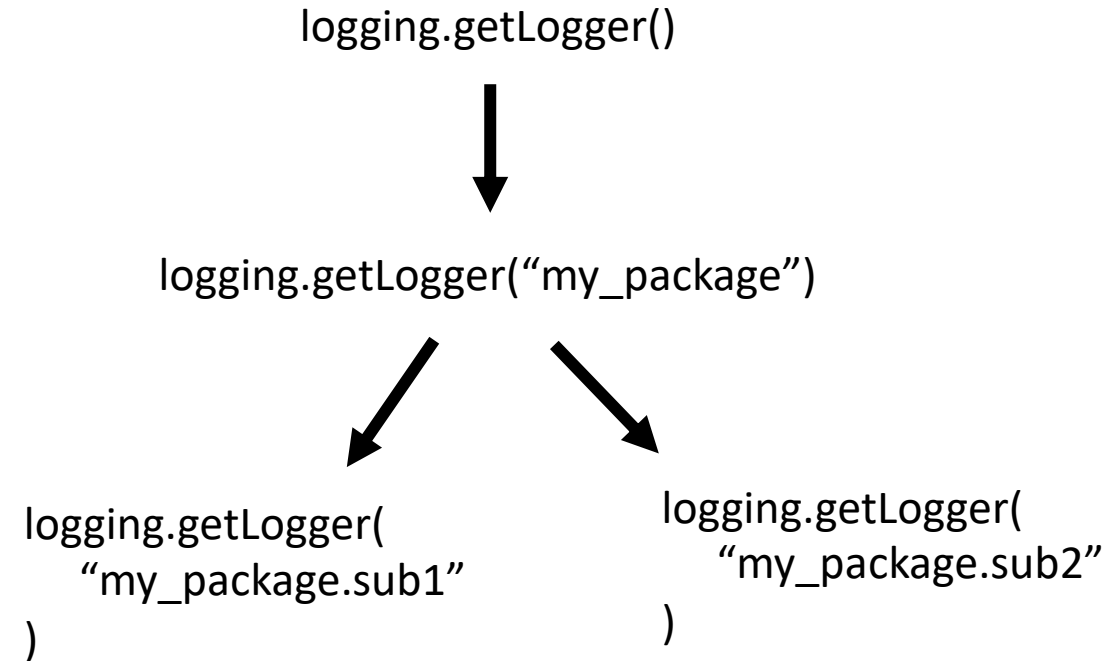 logging.getLogger()
logging.getLogger(“my_package”)
logging.getLogger(
“my_package.sub1”
)
logging.getLogger(
“my_package.sub2”
)